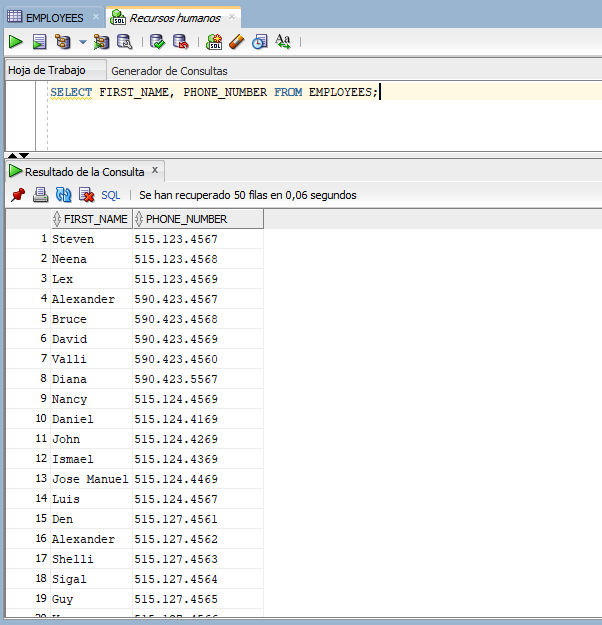 EMPLOYEES Recursos humanos
Hoja de Trabajo Generador de Consultas
SELECT FIRST_NAME, PHONE_NUMBER FROM EMPLOYEES;
Resultado de la Consulta x
SQL | Se han recuperado 50 filas en 0,06 segundos
FIRST_NAME PHONE_NUMBER
1 Steven 515.123.4567
2 Neena 515.123.4568
3 Lex 515.123.4569
4 Alexander 590.423.4567
5 Bruce 590.423.4568
6 David 590.423.4569
7 Valli 590.423.4560
8 Diana 590.423.5567
9 Nancy 515.124.4569
10 Daniel 515.124.4169
11 John 515.124.4269
12 Ismael 515.124.4369
13 Jose Manuel 515.124.4469
14 Luis 515.124.4567
15 Den 515.127.4561
16 Alexander 515.127.4562
17 Shelli 515.127.4563
18 Sigal 515.127.4564
19 Guy 515.127.4565